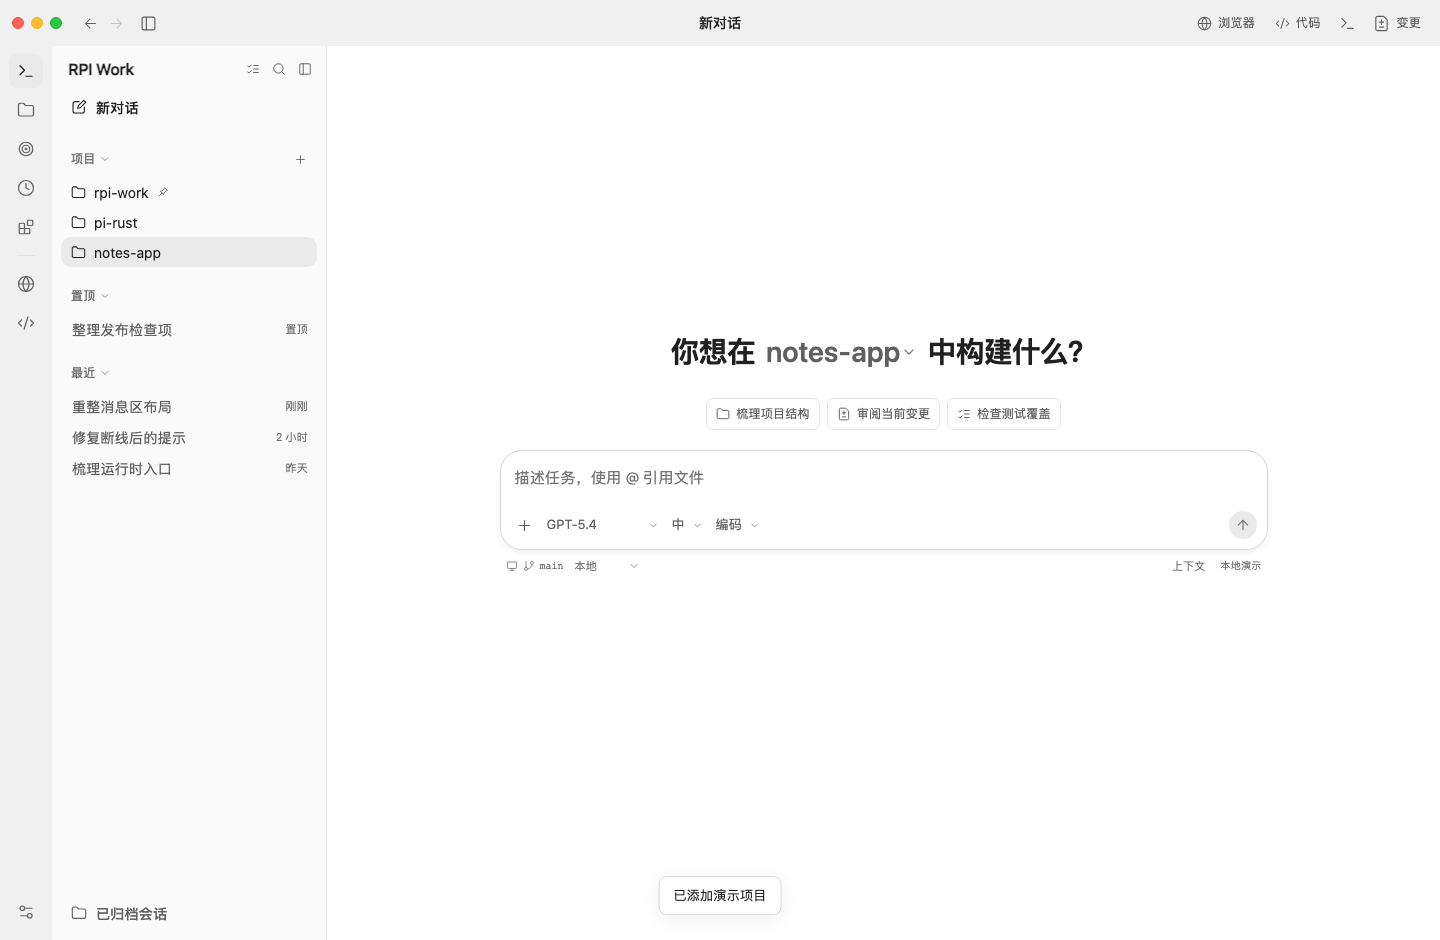 新对话
浏览器
代码
变更
RPI Work
新对话
项目
rpi-work
pi-rust
notes-app
置顶
整理发布检查项 置顶
最近
重整消息区布局 刚刚
修复断线后的提示 2 小时
梳理运行时入口 昨天
已归档会话
你想在 notes-app 中构建什么?
梳理项目结构
审阅当前变更
检查测试覆盖
描述任务，使用 @ 引用文件
GPT-5.4 中 编码
main 本地
上下文 本地演示
已添加演示项目